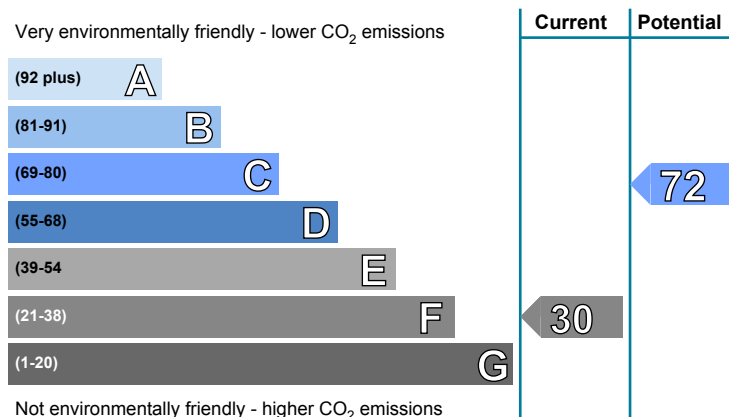 Current Potential
Very environmentally friendly - lower CO2 emissions
(92 plus) A
(81-91) B
(69-80) C
72
(55-68) D
(39-54 E
(21-38) F
30
(1-20) G
Not environmentally friendly - higher CO2 emissions